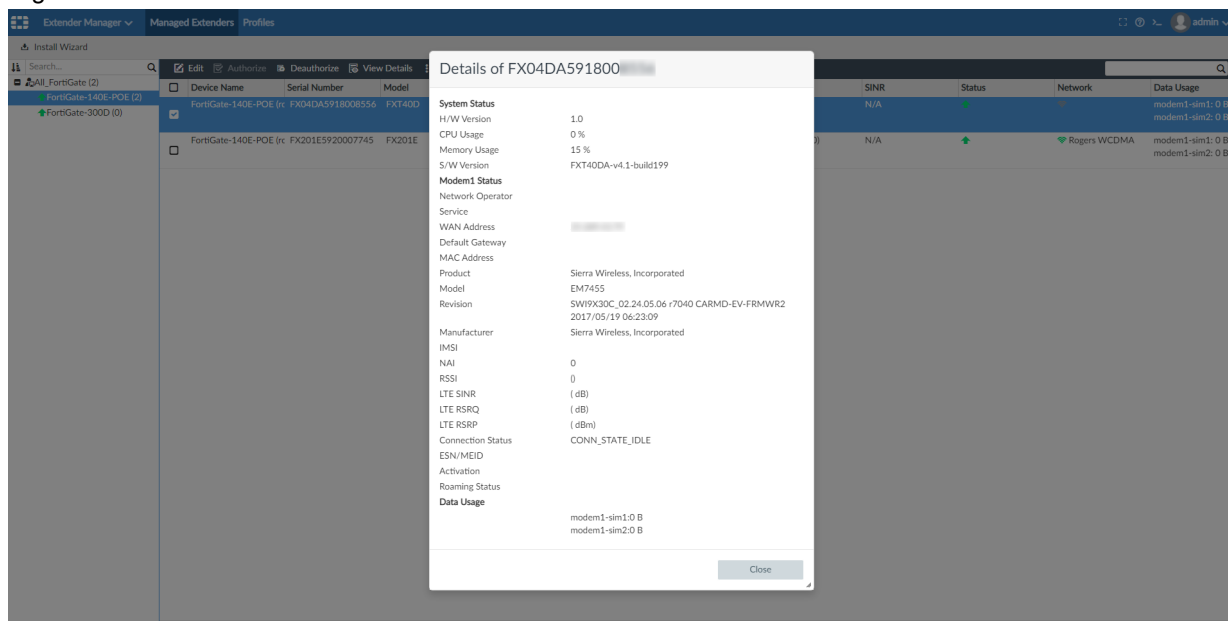 Extender Manager Managed Extenders Profiles admin
Install Wizard
Search...
All_FortiGate (2)
FortiGate-140E-POE (2)
FortiGate-300D (0)
Edit Authorize Deauthorize View Details
Device Name Serial Number Model SINR Status Network Data Usage
FortiGate-140E-POE (rc FX04DA5918008556 FXT40D N/A modem1-sim1: 0 B
modem1-sim2: 0 B
FortiGate-140E-POE (rc FX201E5920007745 FX201E N/A Rogers WCDMA modem1-sim1: 0 B
modem1-sim2: 0 B
Details of FX04DA591800
System Status
H/W Version 1.0
CPU Usage 0 %
Memory Usage 15 %
S/W Version FXT40DA-v4.1-build199
Modem1 Status
Network Operator
Service
WAN Address
Default Gateway
MAC Address
Product Sierra Wireless, Incorporated
Model EM7455
Revision SWI9X30C_02.24.05.06 r7040 CARMD-EV-FRMWR2
2017/05/19 06:23:09
Manufacturer Sierra Wireless, Incorporated
IMSI
NAI 0
RSSI ()
LTE SINR ( dB)
LTE RSRQ ( dB)
LTE RSRP ( dBm)
Connection Status CONN_STATE_IDLE
ESN/MEID
Activation
Roaming Status
Data Usage
modem1-sim1:0 B
modem1-sim2:0 B
Close